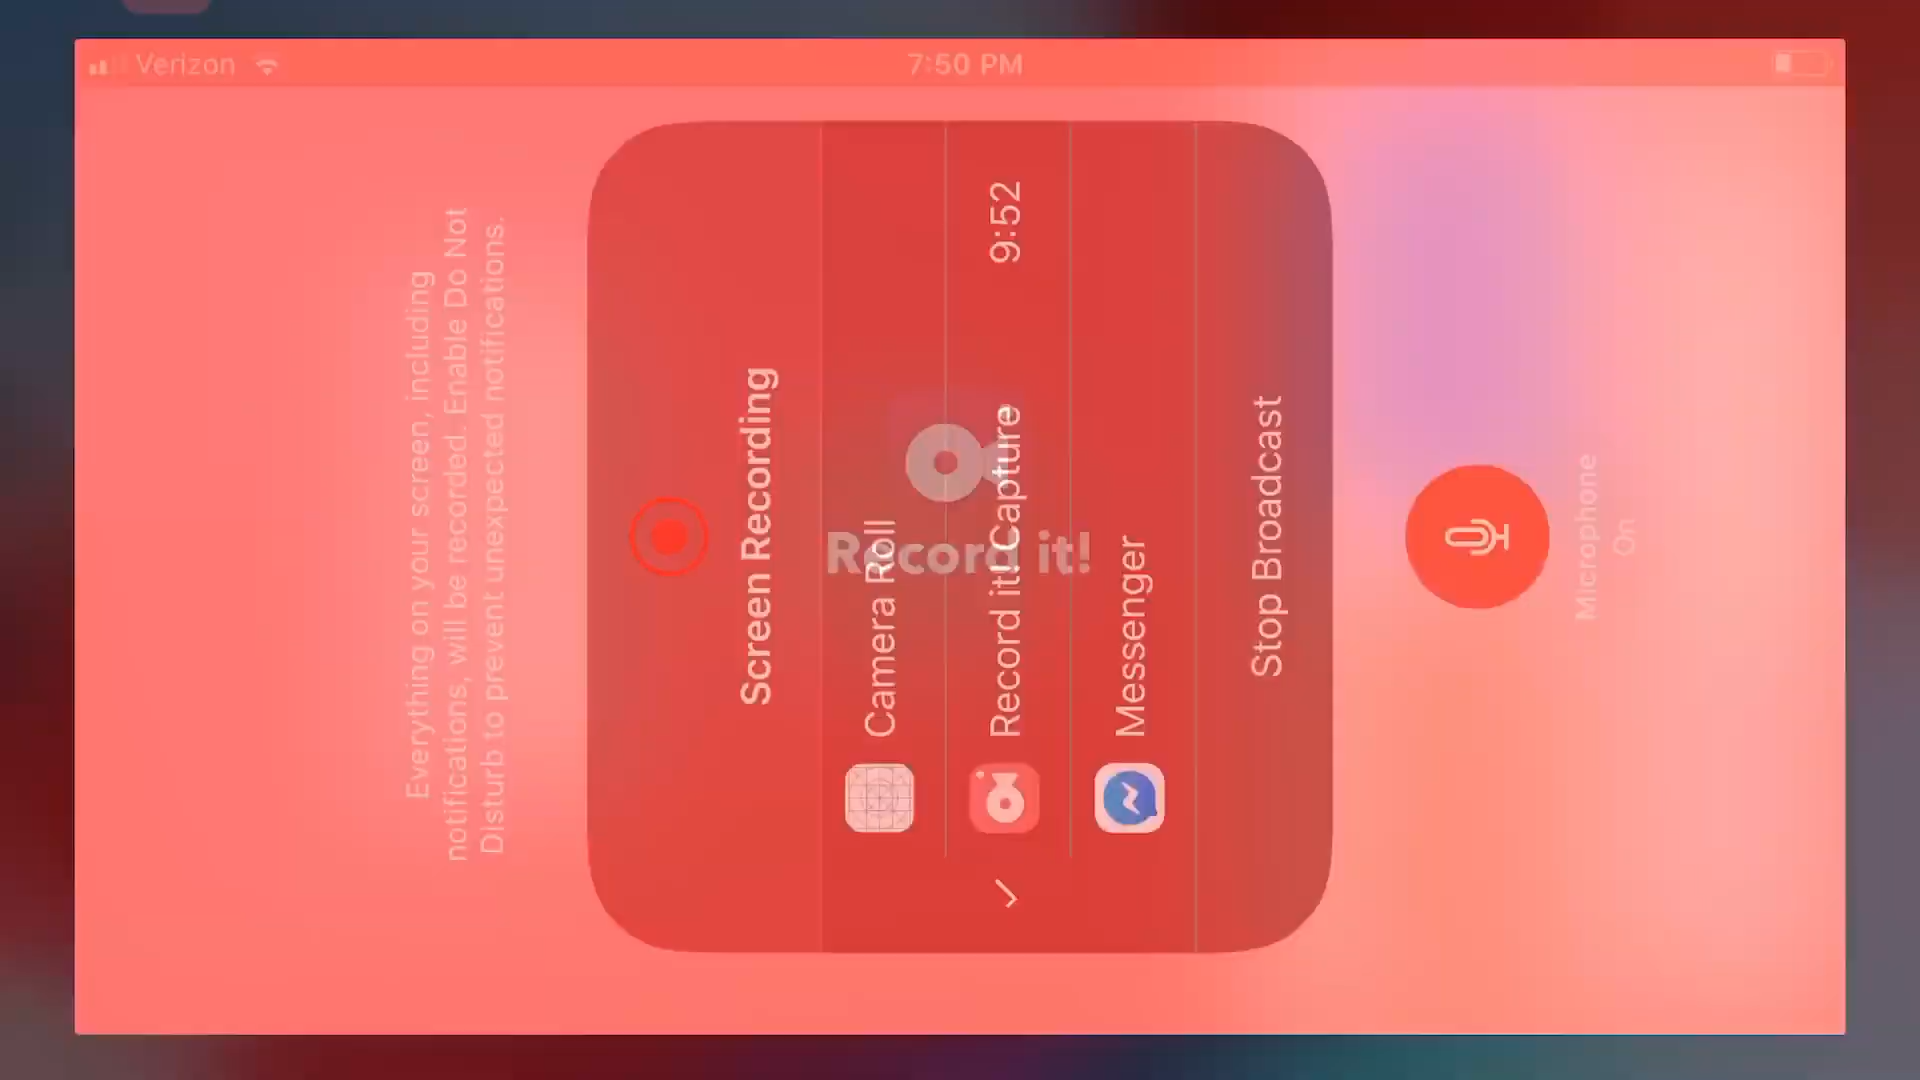 Verizon
7:50 PM
Everything on your screen, including
notifications, will be recorded. Enable Do Not
Disturb to prevent unexpected notifications.
Screen Recording
Camera Roll
Record it! Capture 9:52
Messenger
Stop Broadcast
Record it!
Microphone
On